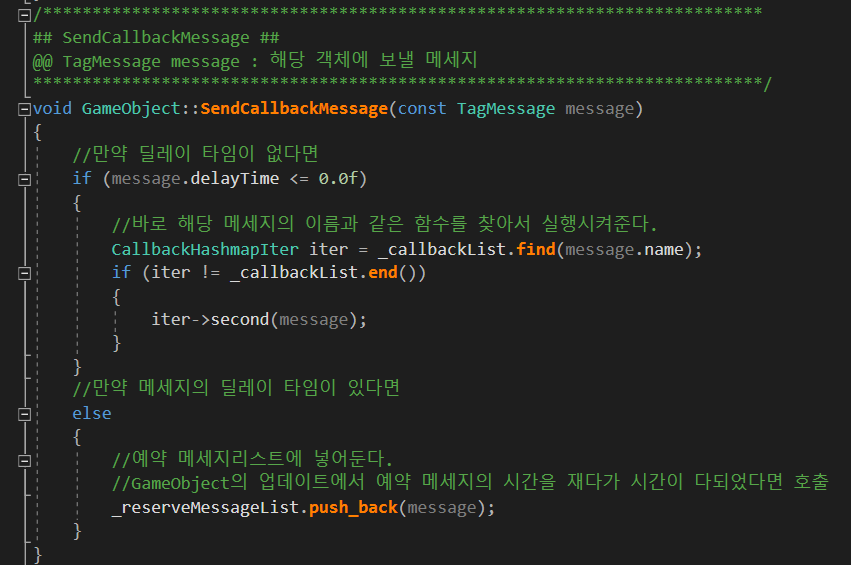 /*********************************************************************
## SendCallbackMessage ##
@@ TagMessage message : 해당 객체에 보낼 메세지
**********************************************************************/
void GameObject::SendCallbackMessage(const TagMessage message)
{
//만약 딜레이 타임이 없다면
if (message.delayTime <= 0.0f)
{
//바로 해당 메세지의 이름과 같은 함수를 찾아서 실행시켜준다.
CallbackHashmapIter iter = _callbackList.find(message.name);
if (iter != _callbackList.end())
{
iter->second(message);
}
}
//만약 메세지의 딜레이 타임이 있다면
else
{
//예약 메세지리스트에 넣어둔다.
//GameObject의 업데이트에서 예약 메세지의 시간을 재다가 시간이 다되었다면 호출
_reserveMessageList.push_back(message);
}
}